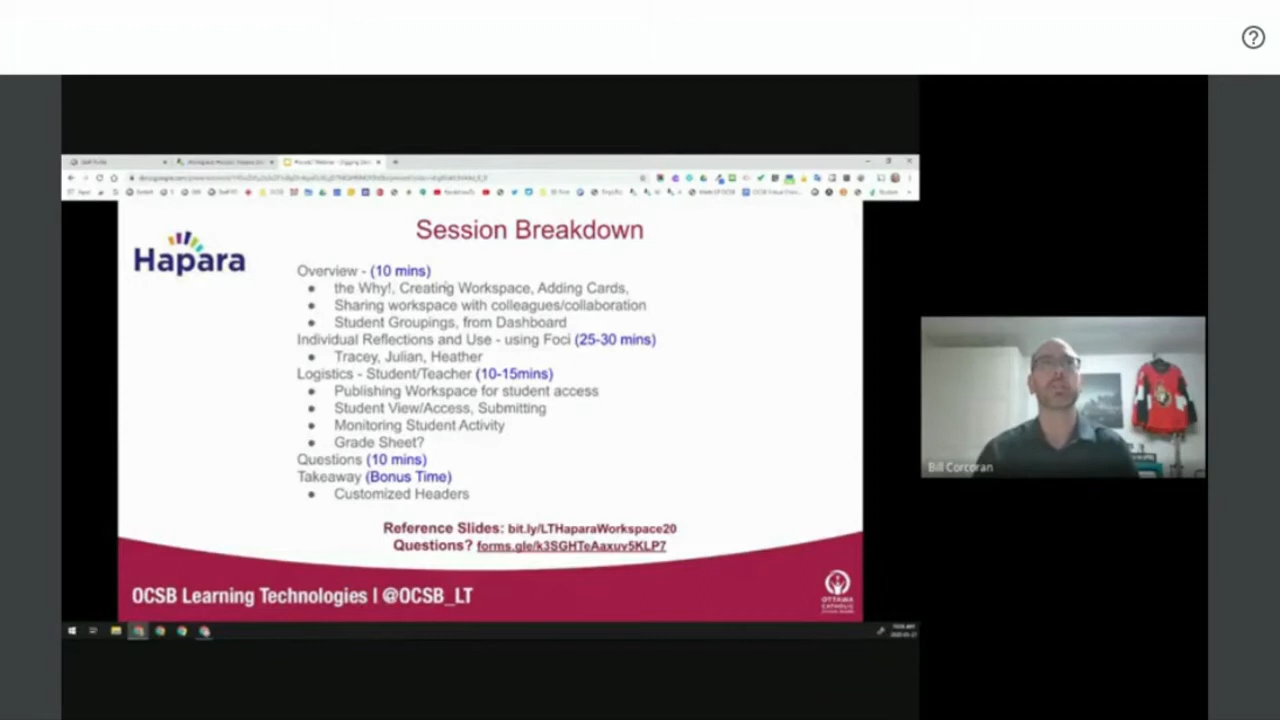 Session Breakdown
Hapara
Overview - (10 mins)
● the Why!, Creating Workspace, Adding Cards,
● Sharing workspace with colleagues/collaboration
● Student Groupings, from Dashboard
Individual Reflections and Use - using Foci (25-30 mins)
● Tracey, Julian, Heather
Logistics - Student/Teacher (10-15mins)
● Publishing Workspace for student access
● Student View/Access, Submitting
● Monitoring Student Activity
● Grade Sheet?
Questions (10 mins)
Takeaway (Bonus Time)
● Customized Headers
Reference Slides: bit.ly/LTHaparaWorkspace20
Questions? forms.gle/k3SGHTeAaxuv5KLP7
OCSB Learning Technologies | @OCSB_LT
OTTAWA
CATHOLIC
Bill Corcoran